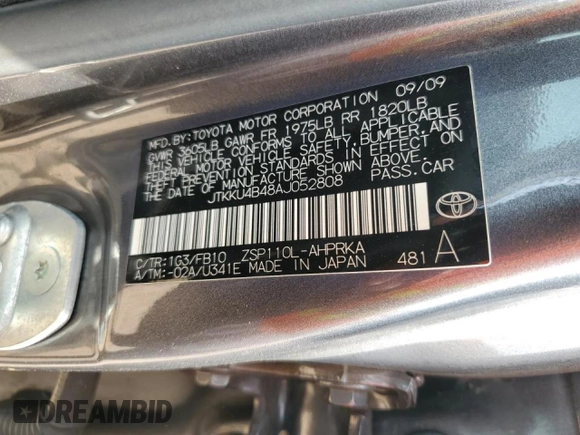 MFD.BY:TOYOTA MOTOR CORPORATION 09/09
GVWR 3605LB GAWR FR 1975LB RR 1820LB
THIS VEHICLE CONFORMS TO ALL APPLICABLE
FEDERAL MOTOR VEHICLE SAFETY, BUMPER, AND
THEFT PREVENTION STANDARDS IN EFFECT ON
THE DATE OF MANUFACTURE SHOWN ABOVE.
JTKKU4B48AJ052808 PASS.CAR
C/TR:1G3/FB10 ZSP110L-AHPRKA
A/TM:-02A/U341E MADE IN JAPAN 481 A
DREAMBID